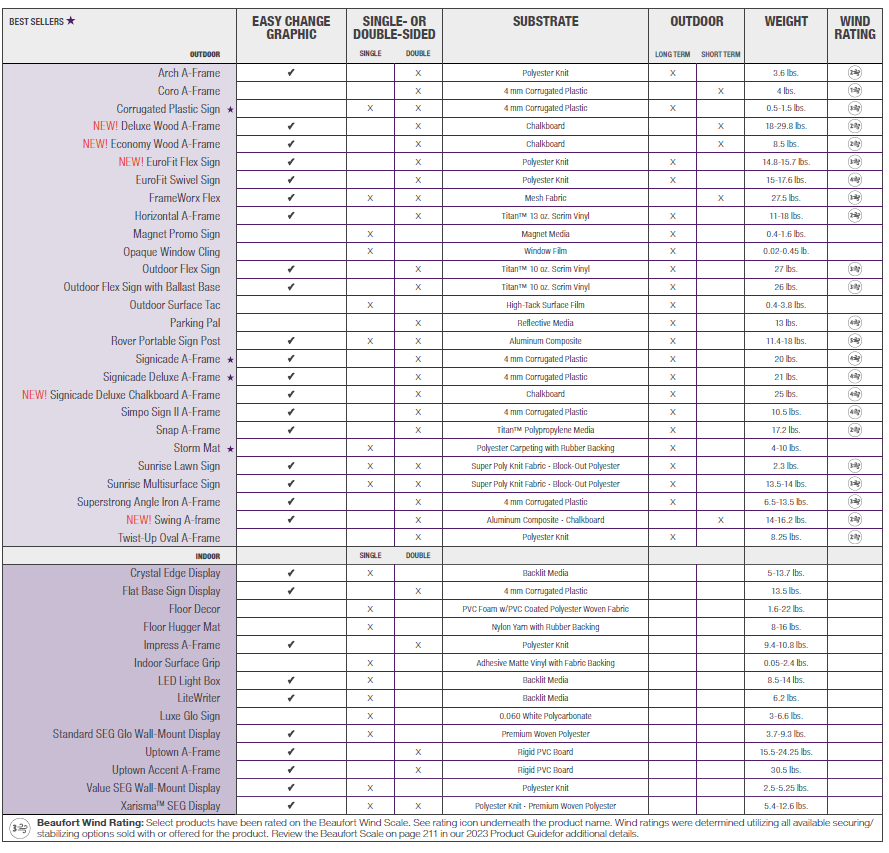 BEST SELLERS ★ EASY CHANGE GRAPHIC SINGLE- OR DOUBLE-SIDED SUBSTRATE OUTDOOR WEIGHT WIND RATING
OUTDOOR SINGLE DOUBLE LONG TERM SHORT TERM
Arch A-Frame ✔ X Polyester Knit X 3.6 lbs.
Coro A-Frame X 4 mm Corrugated Plastic X 4 lbs.
Corrugated Plastic Sign ★ X X 4 mm Corrugated Plastic X 0.5-1.5 lbs.
NEW! Deluxe Wood A-Frame ✔ X Chalkboard X 18-29.8 lbs.
NEW! Economy Wood A-Frame ✔ X Chalkboard X 8.5 lbs.
NEW! EuroFit Flex Sign ✔ X Polyester Knit X 14.8-15.7 lbs.
EuroFit Swivel Sign ✔ X Polyester Knit X 15-17.6 lbs.
FrameWorx Flex ✔ X X Mesh Fabric X 27.5 lbs.
Horizontal A-Frame ✔ X Titan™ 13 oz. Scrim Vinyl X 11-18 lbs.
Magnet Promo Sign X Magnet Media X 0.4-1.6 lbs.
Opaque Window Cling X Window Film X 0.02-0.45 lb.
Outdoor Flex Sign ✔ X Titan™ 10 oz. Scrim Vinyl X 27 lbs.
Outdoor Flex Sign with Ballast Base ✔ X Titan™ 10 oz. Scrim Vinyl X 26 lbs.
Outdoor Surface Tac X High-Tack Surface Film X 0.4-3.8 lbs.
Parking Pal X Reflective Media X 13 lbs.
Rover Portable Sign Post ✔ X X Aluminum Composite X 11.4-18 lbs.
Signicade A-Frame ★ ✔ X 4 mm Corrugated Plastic X 20 lbs.
Signicade Deluxe A-Frame ★ ✔ X 4 mm Corrugated Plastic X 21 lbs.
NEW! Signicade Deluxe Chalkboard A-Frame ✔ X Chalkboard X 25 lbs.
Simpo Sign II A-Frame ✔ X 4 mm Corrugated Plastic X 10.5 lbs.
Snap A-Frame ✔ X Titan™ Polypropylene Media X 17.2 lbs.
Storm Mat ★ X Polyester Carpeting with Rubber Backing X 4-10 lbs.
Sunrise Lawn Sign ✔ X X Super Poly Knit Fabric - Block-Out Polyester X 2.3 lbs.
Sunrise Multisurface Sign ✔ X X Super Poly Knit Fabric - Block-Out Polyester X 13.5-14 lbs.
Superstrong Angle Iron A-Frame ✔ X 4 mm Corrugated Plastic X 6.5-13.5 lbs.
NEW! Swing A-frame ✔ X Aluminum Composite - Chalkboard X 14-16.2 lbs.
Twist-Up Oval A-Frame X Polyester Knit X 8.25 lbs.
INDOOR SINGLE DOUBLE
Crystal Edge Display ✔ X Backlit Media 5-13.7 lbs.
Flat Base Sign Display ✔ X 4 mm Corrugated Plastic 13.5 lbs.
Floor Decor X PVC Foam w/PVC Coated Polyester Woven Fabric 1.6-22 lbs.
Floor Hugger Mat X Nylon Yarn with Rubber Backing 8-16 lbs.
Impress A-Frame ✔ X Polyester Knit 9.4-10.8 lbs.
Indoor Surface Grip X Adhesive Matte Vinyl with Fabric Backing 0.05-2.4 lbs.
LED Light Box ✔ X Backlit Media 8.5-14 lbs.
LiteWriter ✔ X Backlit Media 6.2 lbs.
Luxe Glo Sign X 0.060 White Polycarbonate 3-6.6 lbs.
Standard SEG Glo Wall-Mount Display ✔ X Premium Woven Polyester 3.7-9.3 lbs.
Uptown A-Frame ✔ X Rigid PVC Board 15.5-24.25 lbs.
Uptown Accent A-Frame ✔ X Rigid PVC Board 30.5 lbs.
Value SEG Wall-Mount Display ✔ X Polyester Knit 2.5-5.25 lbs.
Xarisma™ SEG Display ✔ X X Polyester Knit - Premium Woven Polyester 5.4-12.6 lbs.
Beaufort Wind Rating: Select products have been rated on the Beaufort Wind Scale. See rating icon underneath the product name. Wind ratings were determined utilizing all available securing/
stabilizing options sold with or offered for the product. Review the Beaufort Scale on page 211 in our 2023 Product Guidefor additional details.